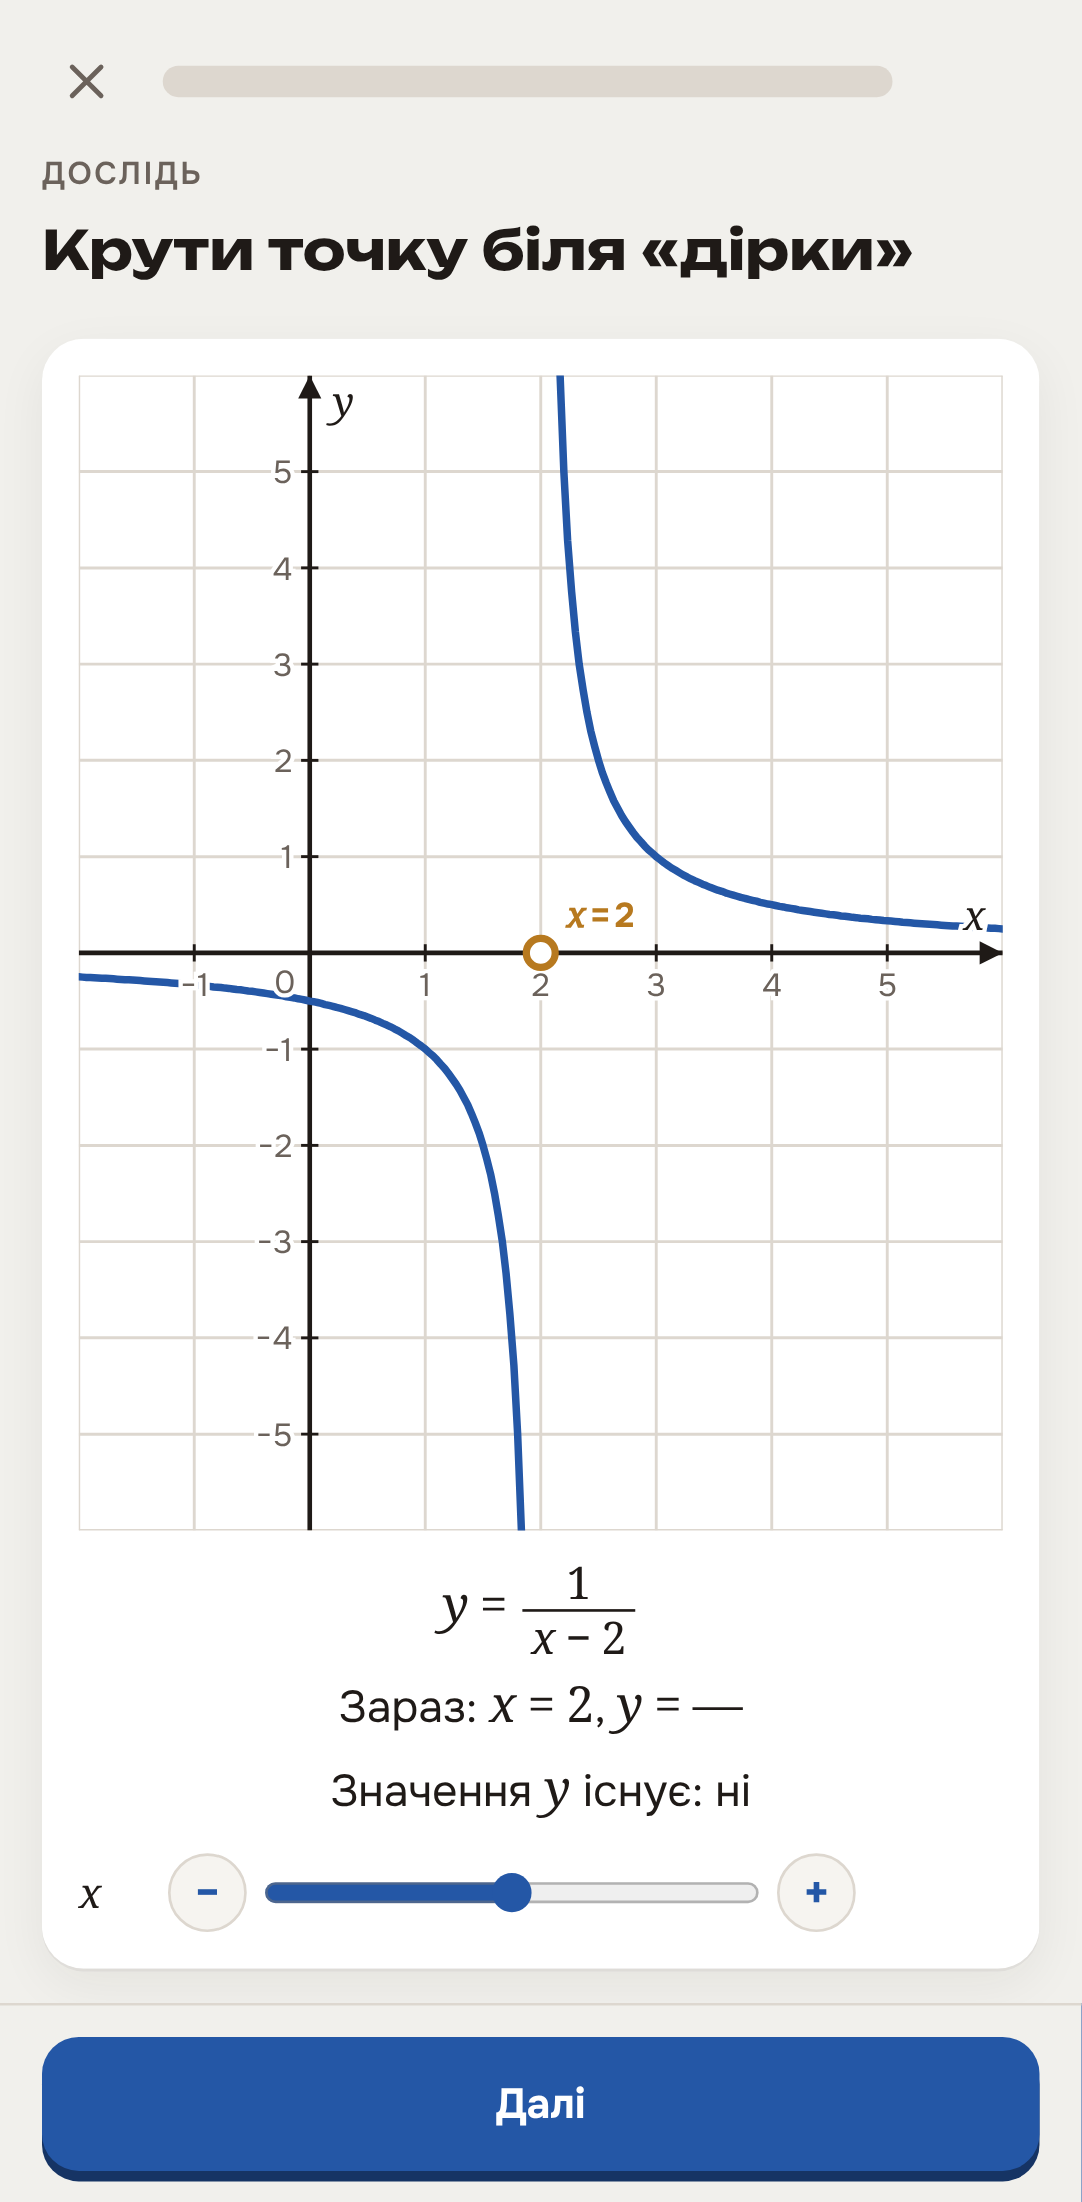 ДОСЛІДЬ
Крути точку біля «дірки»
y
5
4
3
2
1
x = 2
x
-1
0
1
2
3
4
5
-1
-2
-3
-4
-5
y = 1 / (x − 2)
Зараз: x = 2, y = —
Значення y існує: ні
x − +
Далі